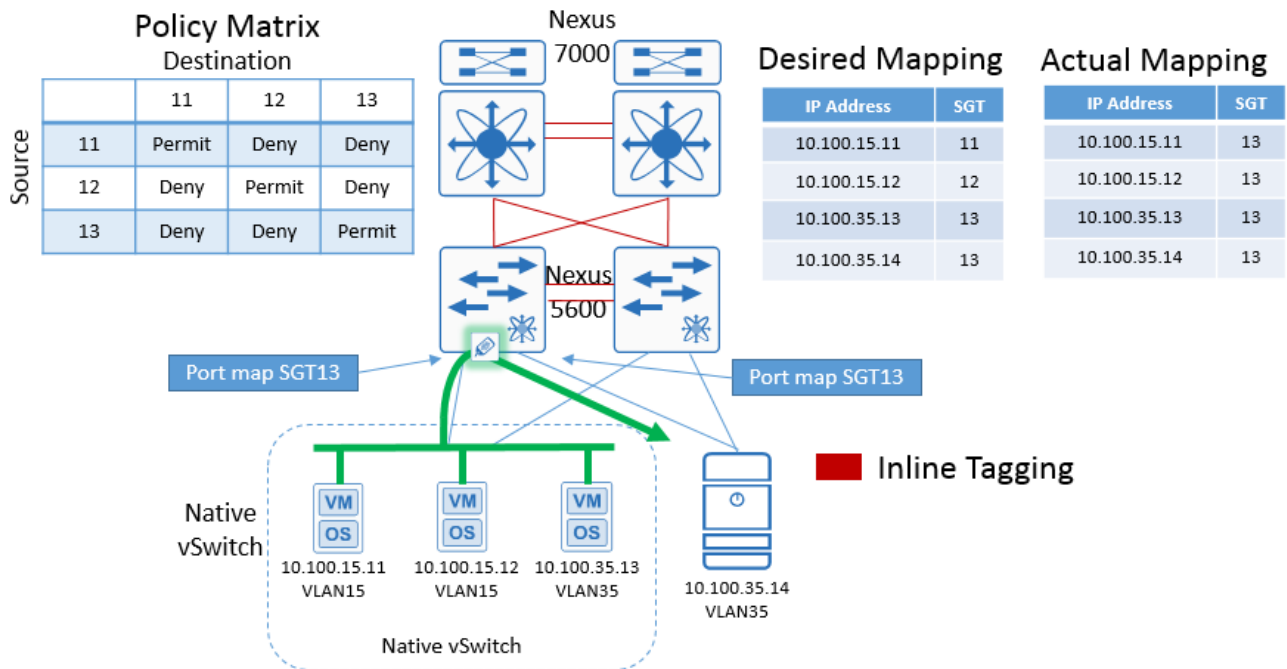 Policy Matrix
Destination
Source
11 12 13
11 Permit Deny Deny
12 Deny Permit Deny
13 Deny Deny Permit
Nexus
7000
Desired Mapping
IP Address SGT
10.100.15.11 11
10.100.15.12 12
10.100.35.13 13
10.100.35.14 13
Actual Mapping
IP Address SGT
10.100.15.11 13
10.100.15.12 13
10.100.35.13 13
10.100.35.14 13
Nexus
5600
Port map SGT13
Port map SGT13
Inline Tagging
Native
vSwitch
VM
OS
10.100.15.11
VLAN15
VM
OS
10.100.15.12
VLAN15
VM
OS
10.100.35.13
VLAN35
10.100.35.14
VLAN35
Native vSwitch